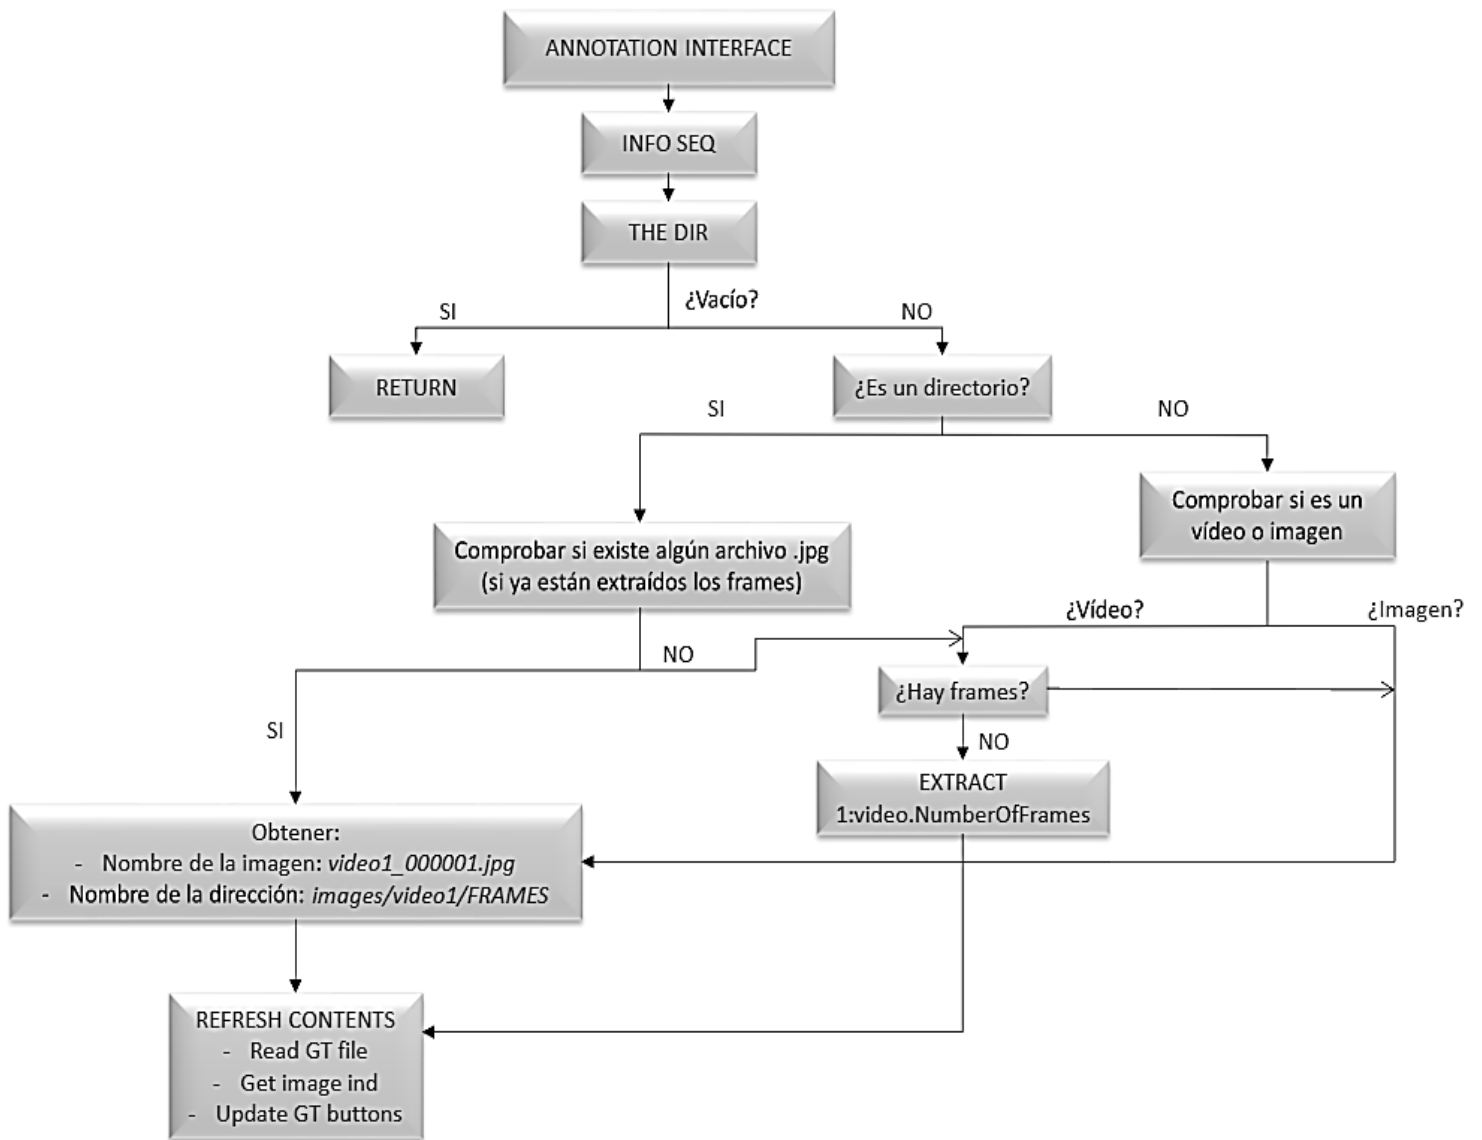 ANNOTATION INTERFACE
INFO SEQ
THE DIR
¿Vacío?
SI
NO
RETURN
¿Es un directorio?
SI
NO
Comprobar si es un
vídeo o imagen
Comprobar si existe algún archivo .jpg
(si ya están extraídos los frames)
¿Vídeo?
¿Imagen?
NO
¿Hay frames?
SI
NO
EXTRACT
1:video.NumberOfFrames
Obtener:
- Nombre de la imagen: video1_000001.jpg
- Nombre de la dirección: images/video1/FRAMES
REFRESH CONTENTS
- Read GT file
- Get image ind
- Update GT buttons